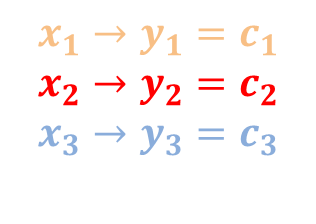 x₁ → y₁ = c₁
x₂ → y₂ = c₂
x₃ → y₃ = c₃